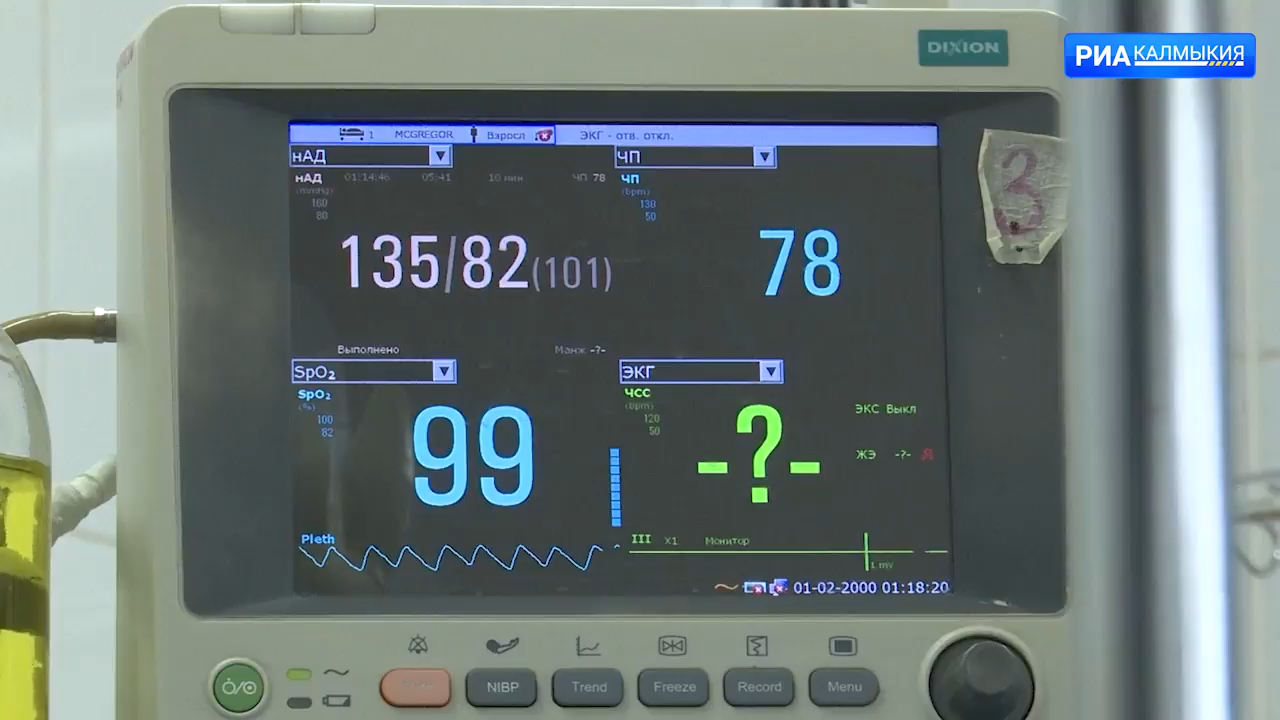 DIXION
РИА КАЛМЫКИЯ
1 MCGREGOR Взросл ЭКГ - отв. откл.
нАД ЧП
нАД 01:14:46 05:41 10 мин ЧП 78 ЧП
(mmHg) (bpm)
160 130
80 50
3
135/82(101) 78
Выполнено Манж -?-
SpO₂ ЭКГ
SpO₂ ЧСС
(%) (bpm)
100 120
82 50
99 -?-
ЭКС Выкл
ЖЭ -?-
Pleth III X1 Монитор
1 mv
01-02-2000 01:18:20
NIBP Trend Freeze Record Menu